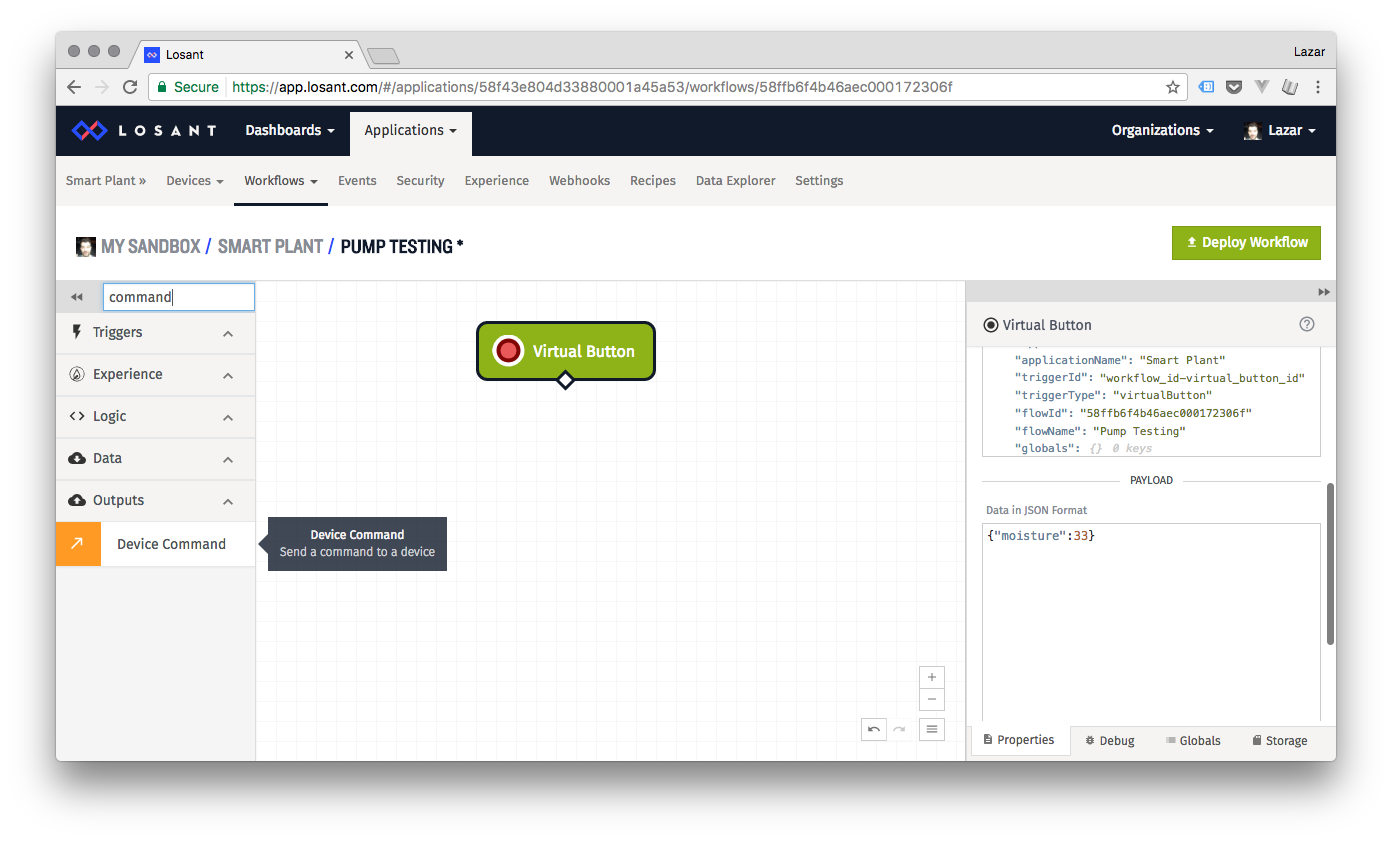 Losant
Lazar
Secure https://app.losant.com/#/applications/58f43e804d33880001a45a53/workflows/58ffb6f4b46aec000172306f
LOSANT Dashboards Applications Organizations Lazar
Smart Plant » Devices Workflows Events Security Experience Webhooks Recipes Data Explorer Settings
MY SANDBOX / SMART PLANT / PUMP TESTING *
Deploy Workflow
command
Triggers
Experience
Logic
Data
Outputs
Device Command
Device Command
Send a command to a device
Virtual Button
Virtual Button
"applicationName": "Smart Plant"
"triggerId": "workflow_id-virtual_button_id"
"triggerType": "virtualButton"
"flowId": "58ffb6f4b46aec000172306f"
"flowName": "Pump Testing"
"globals": {} 0 keys
PAYLOAD
Data in JSON Format
{"moisture":33}
Properties Debug Globals Storage